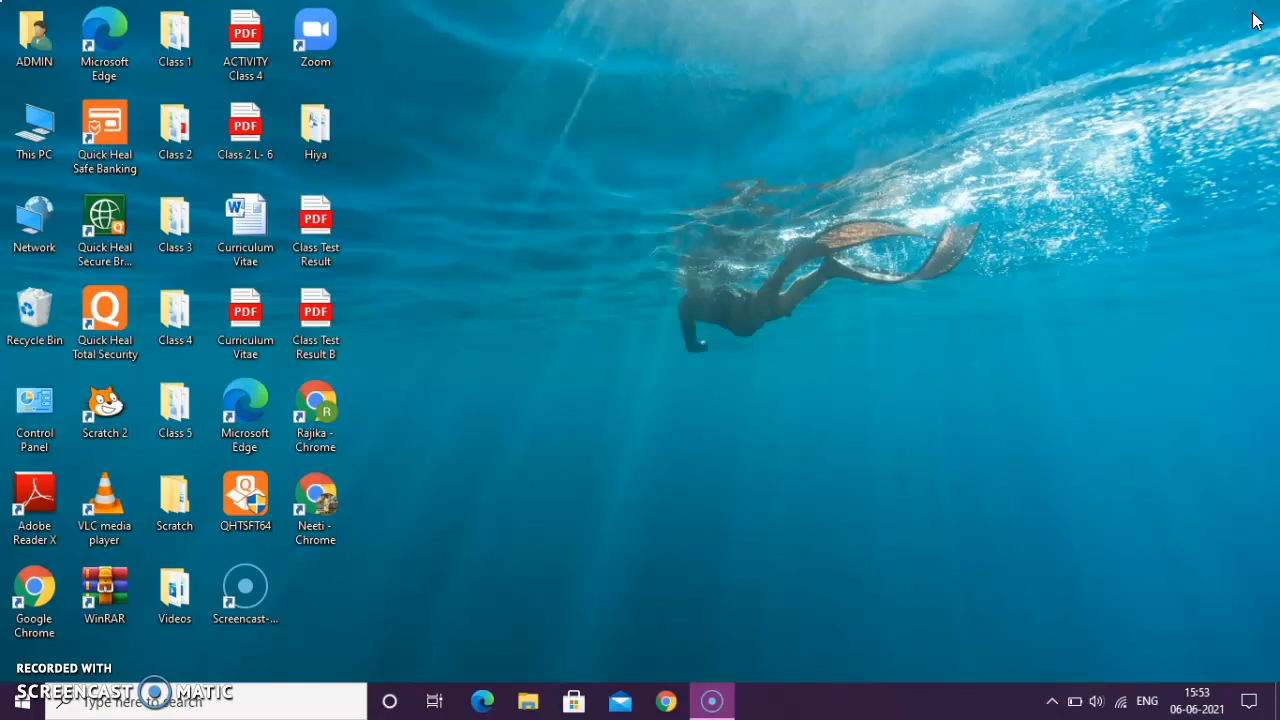 ADMIN
Microsoft Edge
Class 1
PDF
ACTIVITY Class 4
Zoom
This PC
Quick Heal Safe Banking
Class 2
PDF
Class 2 L- 6
Hiya
Network
Quick Heal Secure Br...
Class 3
W
Curriculum Vitae
PDF
Class Test Result
Recycle Bin
Quick Heal Total Security
Class 4
PDF
Curriculum Vitae
PDF
Class Test Result B
Control Panel
Scratch 2
Class 5
Microsoft Edge
R
Rajika - Chrome
Adobe Reader X
VLC media player
Scratch
QHTSFT64
Neeti - Chrome
Google Chrome
WinRAR
Videos
Screencast-...
RECORDED WITH
SCREENCAST MATIC
Type here to search
ENG
15:53
06-06-2021